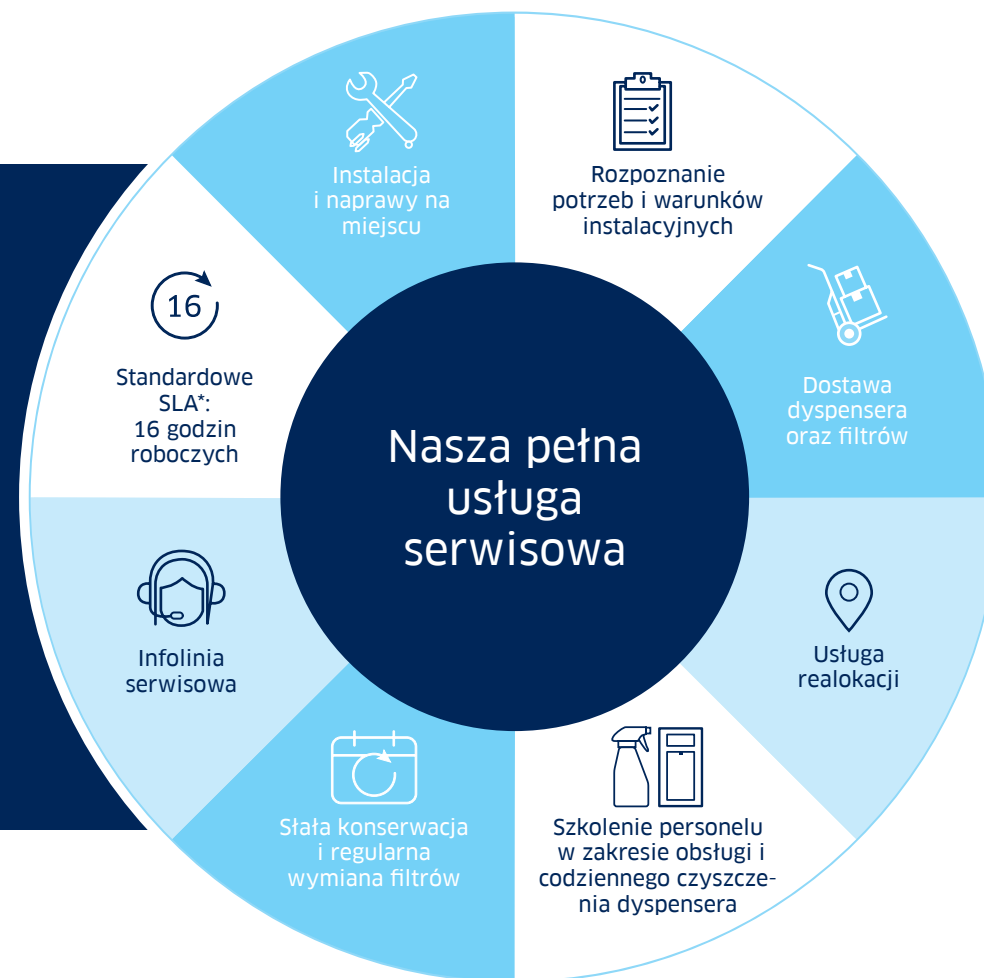 Instalacja
i naprawy na
miejscu
Rozpoznanie
potrzeb i warunków
instalacyjnych
16
Standardowe
SLA*:
16 godzin
roboczych
Dostawa
dyspensera
oraz filtrów
Nasza pełna
usługa
serwisowa
Infolinia
serwisowa
Usługa
realokacji
Stała konserwacja
i regularna
wymiana filtrów
Szkolenie personelu
w zakresie obsługi i
codziennego czyszcze-
nia dyspensera